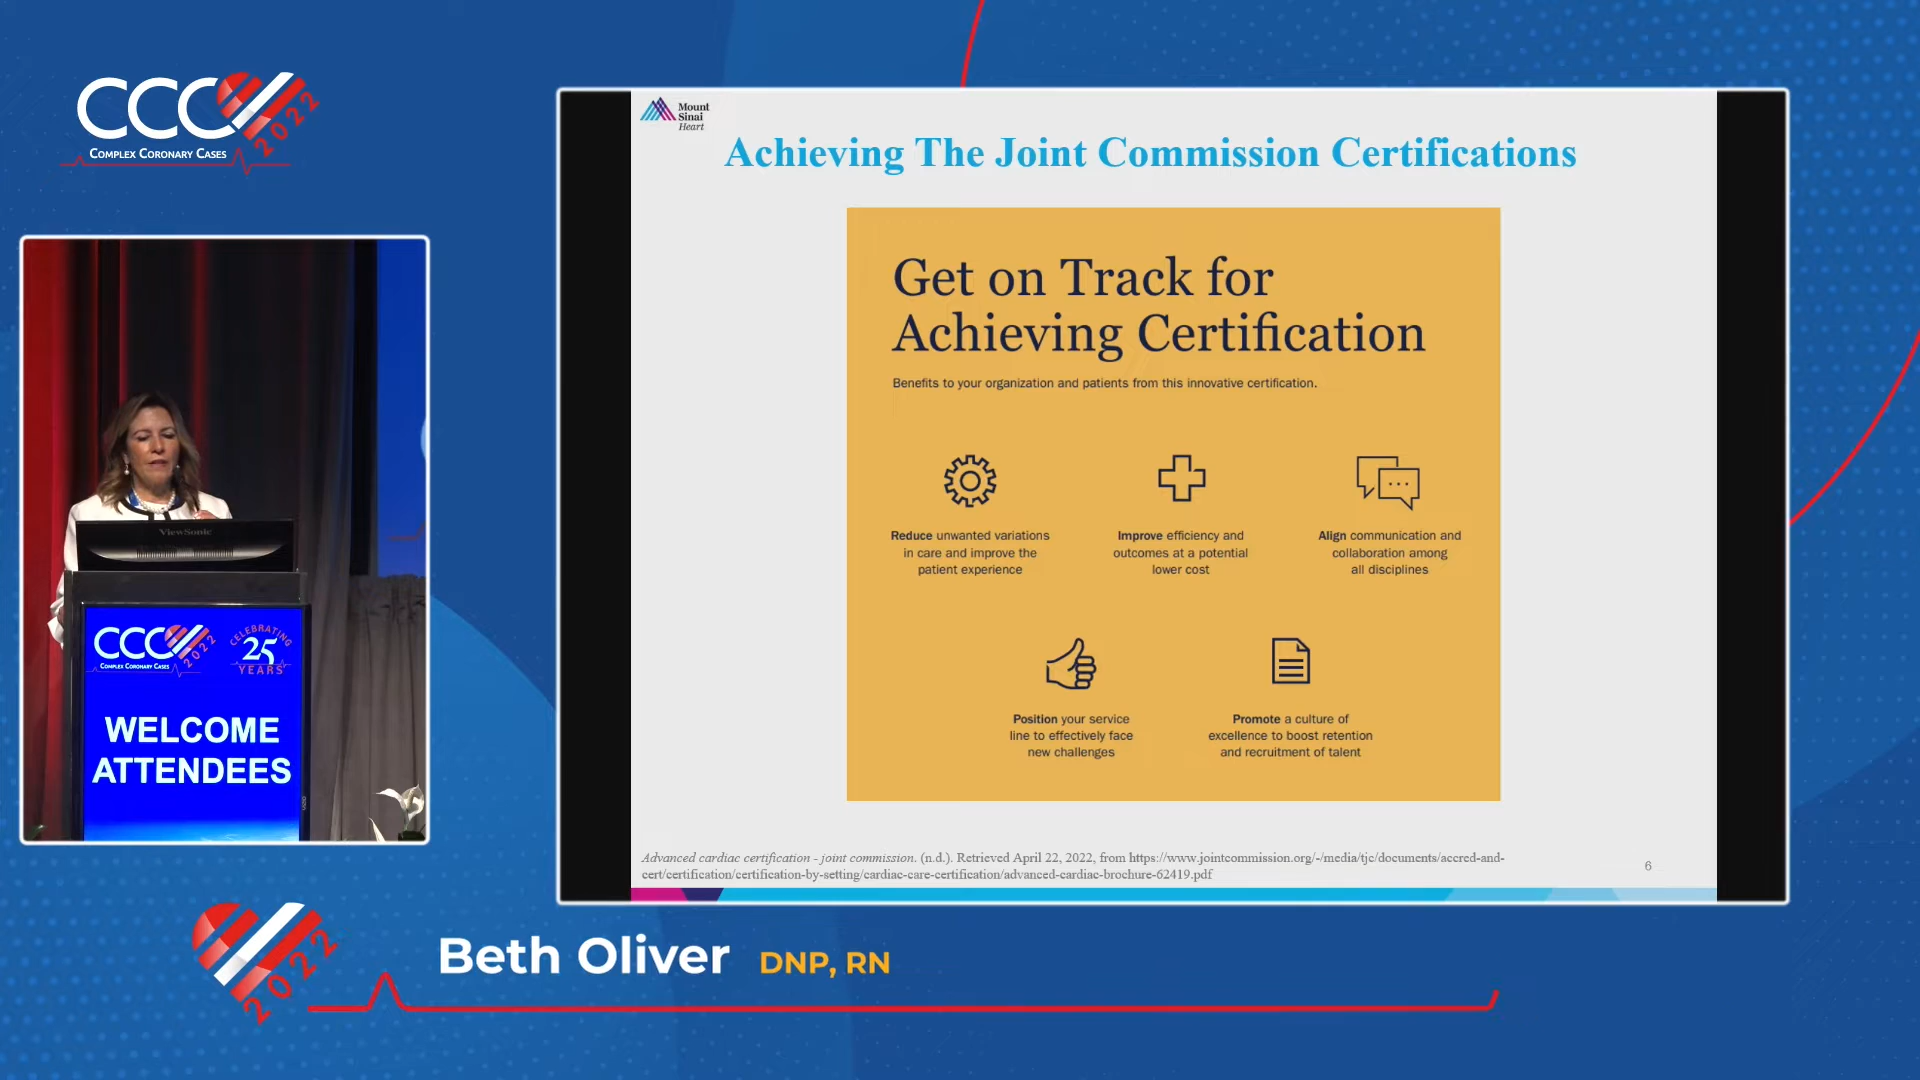 CCC
2022
COMPLEX CORONARY CASES
Mount
Sinai
Heart
Achieving The Joint Commission Certifications
Get on Track for
Achieving Certification
Benefits to your organization and patients from this innovative certification.
Reduce unwanted variations
in care and improve the
patient experience
Improve efficiency and
outcomes at a potential
lower cost
Align communication and
collaboration among
all disciplines
Position your service
line to effectively face
new challenges
Promote a culture of
excellence to boost retention
and recruitment of talent
Advanced cardiac certification - joint commission. (n.d.). Retrieved April 22, 2022, from https://www.jointcommission.org/-/media/tjc/documents/accred-and-
cert/certification/certification-by-setting/cardiac-care-certification/advanced-cardiac-brochure-62419.pdf
6
ViewSonic
CCC
2022
COMPLEX CORONARY CASES
CELEBRATING
25
YEARS
WELCOME
ATTENDEES
2022
Beth Oliver DNP, RN